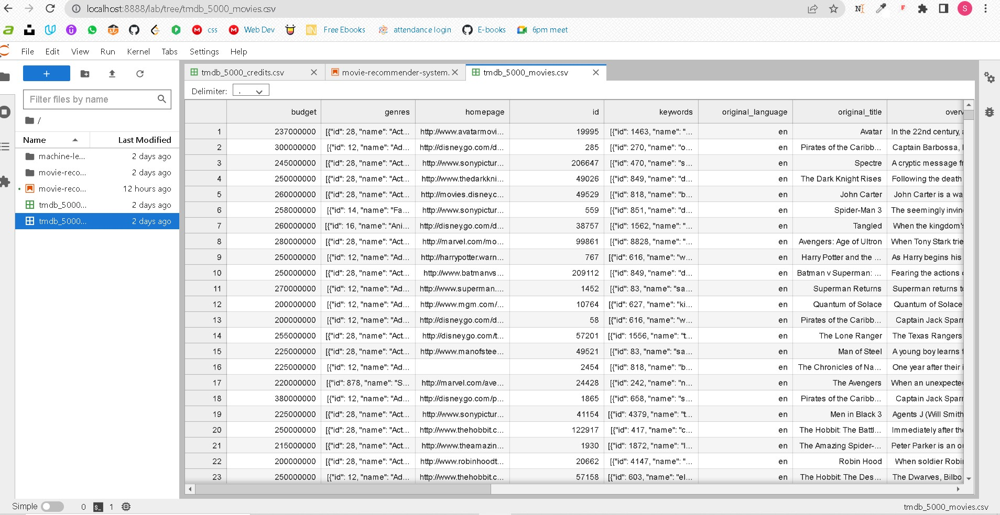 localhost:8888/lab/tree/tmdb_5000_movies.csv
S
css Web Dev Free Ebooks attendance login E-books 6pm meet
File Edit View Run Kernel Tabs Settings Help
tmdb_5000_credits.csv movie-recommender-system. tmdb_5000_movies.csv
Filter files by name
Delimiter: ,
/
Name Last Modified
machine-le... 2 days ago
movie-reco... 2 days ago
movie-reco... 12 hours ago
tmdb_5000... 2 days ago
tmdb_5000... 2 days ago
budget genres homepage id keywords original_language original_title overv
1 237000000 [{"id": 28, "name": "Act... http://www.avatarmovi... 19995 [{"id": 1463, "name": "... en Avatar In the 22nd century,
2 300000000 [{"id": 12, "name": "Ad... http://disney.go.com/d... 285 [{"id": 270, "name": "o... en Pirates of the Caribb... Captain Barbossa,
3 245000000 [{"id": 28, "name": "Act... http://www.sonypictur... 206647 [{"id": 470, "name": "s... en Spectre A cryptic message fr
4 250000000 [{"id": 28, "name": "Act... http://www.thedarkkni... 49026 [{"id": 849, "name": "d... en The Dark Knight Rises Following the death
5 260000000 [{"id": 28, "name": "Act... http://movies.disney.c... 49529 [{"id": 818, "name": "b... en John Carter John Carter is a wa
6 258000000 [{"id": 14, "name": "Fa... http://www.sonypictur... 559 [{"id": 851, "name": "d... en Spider-Man 3 The seemingly invin
7 260000000 [{"id": 16, "name": "Ani... http://disney.go.com/d... 38757 [{"id": 1562, "name": "... en Tangled When the kingdom's
8 280000000 [{"id": 28, "name": "Act... http://marvel.com/mo... 99861 [{"id": 8828, "name": "... en Avengers: Age of Ultron When Tony Stark trie
9 250000000 [{"id": 12, "name": "Ad... http://harrypotter.warn... 767 [{"id": 616, "name": "w... en Harry Potter and the ... As Harry begins his
10 250000000 [{"id": 28, "name": "Act... http://www.batmanvs... 209112 [{"id": 849, "name": "d... en Batman v Superman: ... Fearing the actions
11 270000000 [{"id": 12, "name": "Ad... http://www.superman.... 1452 [{"id": 83, "name": "sa... en Superman Returns Superman returns to
12 200000000 [{"id": 12, "name": "Ad... http://www.mgm.com/... 10764 [{"id": 627, "name": "ki... en Quantum of Solace Quantum of Solace
13 200000000 [{"id": 12, "name": "Ad... http://disney.go.com/d... 58 [{"id": 616, "name": "w... en Pirates of the Caribb... Captain Jack Sparr
14 255000000 [{"id": 28, "name": "Act... http://disney.go.com/t... 57201 [{"id": 1556, "name": "t... en The Lone Ranger The Texas Rangers
15 225000000 [{"id": 28, "name": "Act... http://www.manofstee... 49521 [{"id": 83, "name": "sa... en Man of Steel A young boy learns t
16 225000000 [{"id": 12, "name": "Ad... 2454 [{"id": 818, "name": "b... en The Chronicles of Na... One year after their i
17 220000000 [{"id": 878, "name": "S... http://marvel.com/ave... 24428 [{"id": 242, "name": "n... en The Avengers When an unexpected
18 380000000 [{"id": 12, "name": "Ad... http://disney.go.com/p... 1865 [{"id": 658, "name": "s... en Pirates of the Caribb... Captain Jack Sparr
19 225000000 [{"id": 28, "name": "Act... http://www.sonypictur... 41154 [{"id": 4379, "name": "t... en Men in Black 3 Agents J (Will Smith
20 250000000 [{"id": 28, "name": "Act... http://www.thehobbit.c... 122917 [{"id": 417, "name": "c... en The Hobbit: The Battl... Immediately after the
21 215000000 [{"id": 28, "name": "Act... http://www.theamazin... 1930 [{"id": 1872, "name": "l... en The Amazing Spider-... Peter Parker is an ou
22 200000000 [{"id": 28, "name": "Act... http://www.robinhoodt... 20662 [{"id": 4147, "name": "... en Robin Hood When soldier Robi
23 250000000 [{"id": 12, "name": "Ad... http://www.thehobbit.c... 57158 [{"id": 603, "name": "el... en The Hobbit: The Des... The Dwarves, Bilbo
Simple 0 1 tmdb_5000_movies.csv